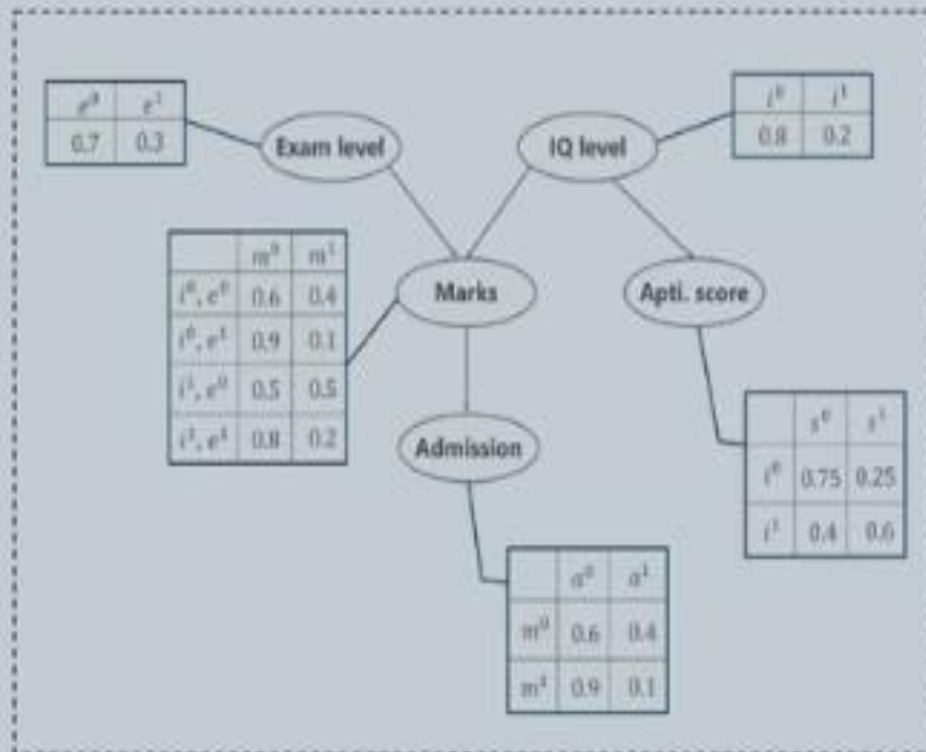 e⁰ e¹
0.7 0.3
Exam level
IQ level
i⁰ i¹
0.8 0.2
m⁰ m¹
i⁰, e⁰ 0.6 0.4
i⁰, e¹ 0.9 0.1
i¹, e⁰ 0.5 0.5
i¹, e¹ 0.8 0.2
Marks
Apti. score
Admission
s⁰ s¹
i⁰ 0.75 0.25
i¹ 0.4 0.6
a⁰ a¹
m⁰ 0.6 0.4
m¹ 0.9 0.1